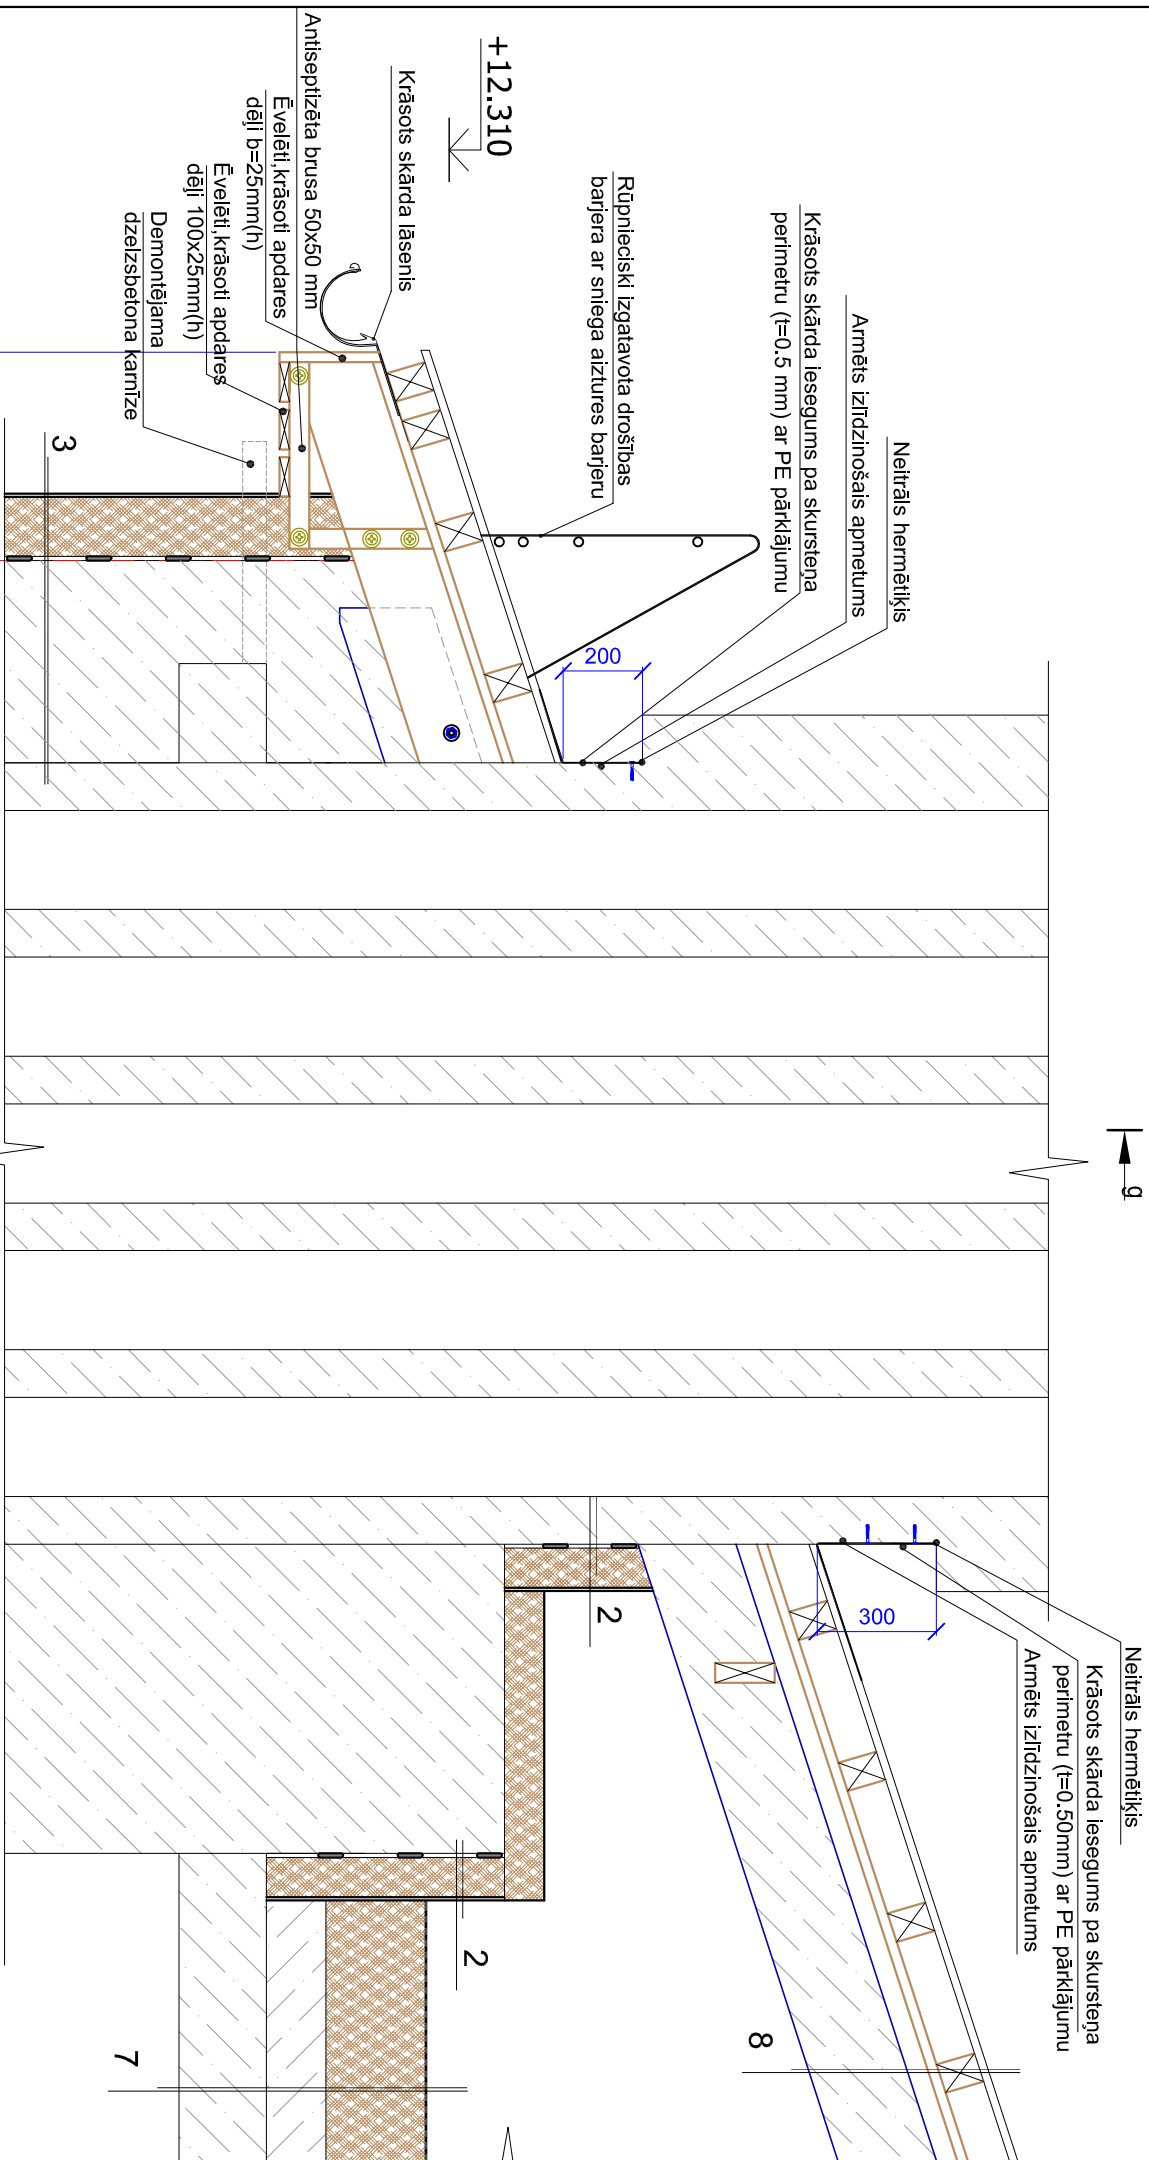 +12.310
Krāsots skārda lāsenis
Antiseptizēta brusa 50x50 mm
Ēvelēti,krāsoti apdares
dēļi b=25mm(h)
Ēvelēti,krāsoti apdares
dēļi 100x25mm(h)
Demontējama
dzelzsbetona karnīze
3
Rūpnieciski izgatavota drošības
barjera ar sniega aiztures barjeru
Krāsots skārda iesegums pa skursteņa
perimetru (t=0.5 mm) ar PE pārklājumu
Armēts izlīdzinošais apmetums
Neitrāls hermētiķis
200
g
Neitrāls hermētiķis
Krāsots skārda iesegums pa skursteņa
perimetru (t=0.50mm) ar PE pārklājumu
Armēts izlīdzinošais apmetums
300
2
2
8
7